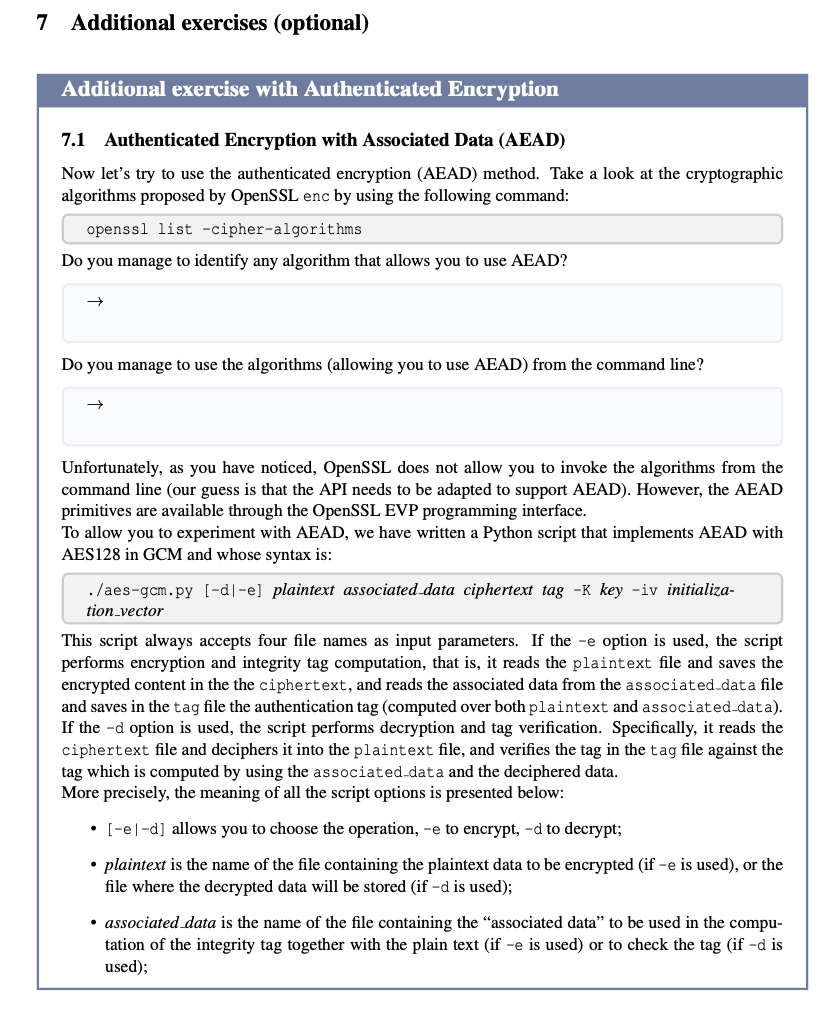 7 Additional exercises (optional)
Additional exercise with Authenticated Encryption
7.1 Authenticated Encryption with Associated Data (AEAD)
Now let's try to use the authenticated encryption (AEAD) method. Take a look at the cryptographic
algorithms proposed by OpenSSL enc by using the following command:
openssl list -cipher-algorithms
Do you manage to identify any algorithm that allows you to use AEAD?
→
Do you manage to use the algorithms (allowing you to use AEAD) from the command line?
→
Unfortunately, as you have noticed, OpenSSL does not allow you to invoke the algorithms from the
command line (our guess is that the API needs to be adapted to support AEAD). However, the AEAD
primitives are available through the OpenSSL EVP programming interface.
To allow you to experiment with AEAD, we have written a Python script that implements AEAD with
AES128 in GCM and whose syntax is:
./aes-gcm.py [-d|-e] plaintext associated_data ciphertext tag -K key -iv initializa-
tion_vector
This script always accepts four file names as input parameters. If the -e option is used, the script
performs encryption and integrity tag computation, that is, it reads the plaintext file and saves the
encrypted content in the the ciphertext, and reads the associated data from the associated_data file
and saves in the tag file the authentication tag (computed over both plaintext and associated_data).
If the -d option is used, the script performs decryption and tag verification. Specifically, it reads the
ciphertext file and deciphers it into the plaintext file, and verifies the tag in the tag file against the
tag which is computed by using the associated_data and the deciphered data.
More precisely, the meaning of all the script options is presented below:
• [-e|-d] allows you to choose the operation, -e to encrypt, -d to decrypt;
• plaintext is the name of the file containing the plaintext data to be encrypted (if -e is used), or the
file where the decrypted data will be stored (if -d is used);
• associated_data is the name of the file containing the "associated data" to be used in the compu-
tation of the integrity tag together with the plain text (if -e is used) or to check the tag (if -d is
used);